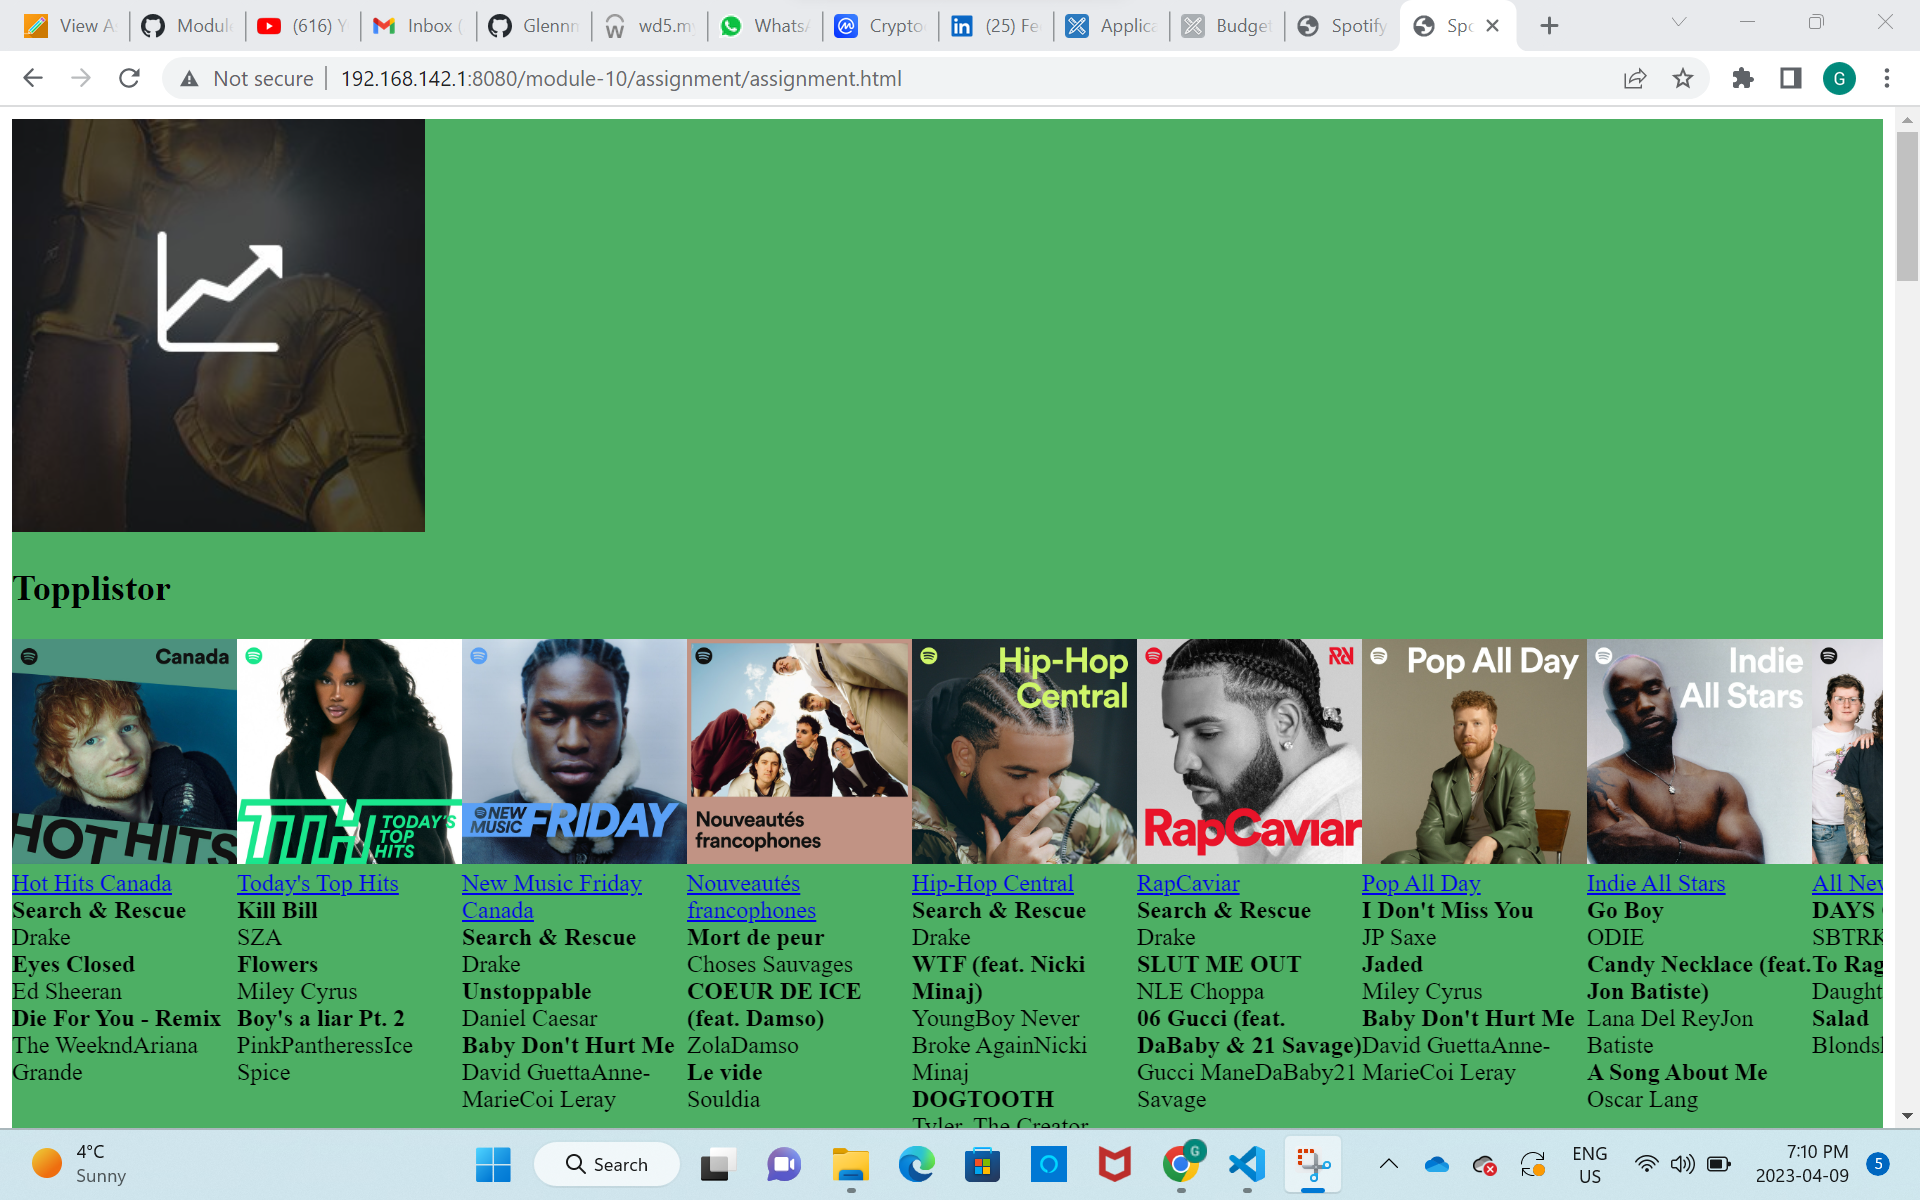 View A
Module
(616) Y
Inbox (
Glennm
wd5.my
WhatsA
Crypto
(25) Fe
Applica
Budget
Spotify
Spo
Not secure
192.168.142.1:8080/module-10/assignment/assignment.html
G
Topplistor
Canada
HOT HITS
TTH TODAY'S TOP HITS
NEW MUSIC FRIDAY
Nouveautés
francophones
Hip-Hop
Central
RapCaviar
Pop All Day
Indie
All Stars
Hot Hits Canada
Search & Rescue
Drake
Eyes Closed
Ed Sheeran
Die For You - Remix
The WeekndAriana
Grande
Today's Top Hits
Kill Bill
SZA
Flowers
Miley Cyrus
Boy's a liar Pt. 2
PinkPantheressIce
Spice
New Music Friday
Canada
Search & Rescue
Drake
Unstoppable
Daniel Caesar
Baby Don't Hurt Me
David GuettaAnne-
MarieCoi Leray
Nouveautés
francophones
Mort de peur
Choses Sauvages
COEUR DE ICE
(feat. Damso)
ZolaDamso
Le vide
Souldia
Hip-Hop Central
Search & Rescue
Drake
WTF (feat. Nicki
Minaj)
YoungBoy Never
Broke AgainNicki
Minaj
DOGTOOTH
Tyler, The Creator
RapCaviar
Search & Rescue
Drake
SLUT ME OUT
NLE Choppa
06 Gucci (feat.
DaBaby & 21 Savage)
Gucci ManeDaBaby21
Savage
Pop All Day
I Don't Miss You
JP Saxe
Jaded
Miley Cyrus
Baby Don't Hurt Me
David GuettaAnne-
MarieCoi Leray
Indie All Stars
Go Boy
ODIE
Candy Necklace (feat.
Jon Batiste)
Lana Del ReyJon
Batiste
A Song About Me
Oscar Lang
All New
DAYS
SBTRK
To Rag
Daught
Salad
Blondsh
4°C
Sunny
Search
G
ENG
US
7:10 PM
2023-04-09
5